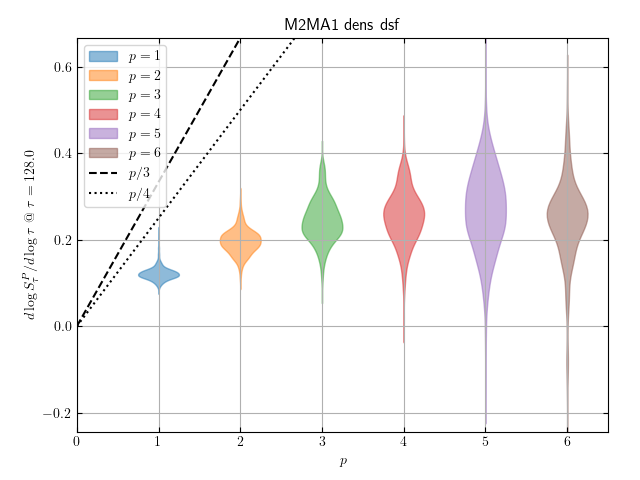 M2MA1 dens dsf
d log S_τ^p / d log τ @ τ = 128.0
0.6
0.4
0.2
0.0
−0.2
p = 1
p = 2
p = 3
p = 4
p = 5
p = 6
p/3
p/4
0 1 2 3 4 5 6
p